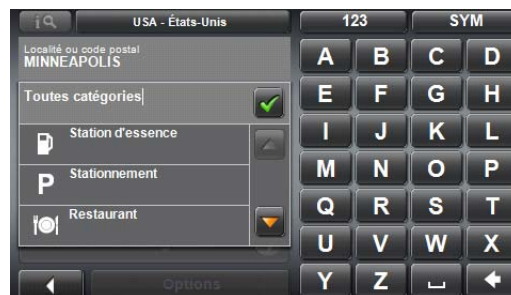 USA - États-Unis
123
SYM
Localité ou code postal
MINNEAPOLIS
Toutes catégories
Station d'essence
P
Stationnement
Restaurant
Options
A B C D
E F G H
I J K L
M N O P
Q R S T
U V W X
Y Z